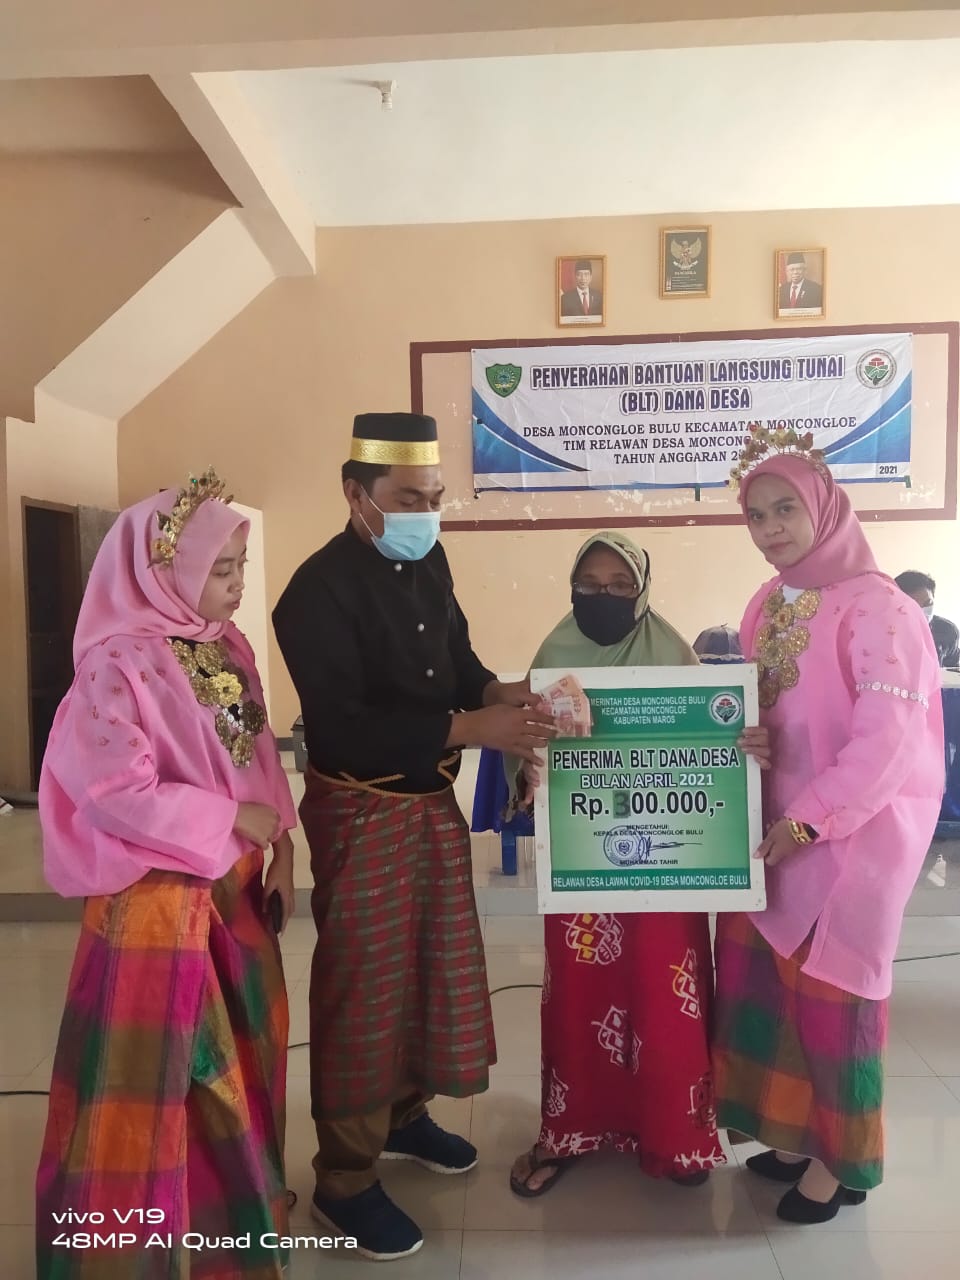 PANCASILA
PENYERAHAN BANTUAN LANGSUNG TUNAI
(BLT) DANA DESA
DESA MONCONGLOE BULU KECAMATAN MONCONGLOE
TIM RELAWAN DESA MONCONG
TAHUN ANGGARAN
2021
MERINTAH DESA MONCONGLOE BULU
KECAMATAN MONCONGLOE
KABUPATEN MAROS
PENERIMA BLT DANA DESA
BULAN APRIL 2021
Rp.300.000,-
MENGETAHUI:
KEPALA DESA MONCONGLOE BULU
MUHAMMAD TAHIR
RELAWAN DESA LAWAN COVID-19 DESA MONCONGLOE BULU
vivo V19
48MP AI Quad Camera